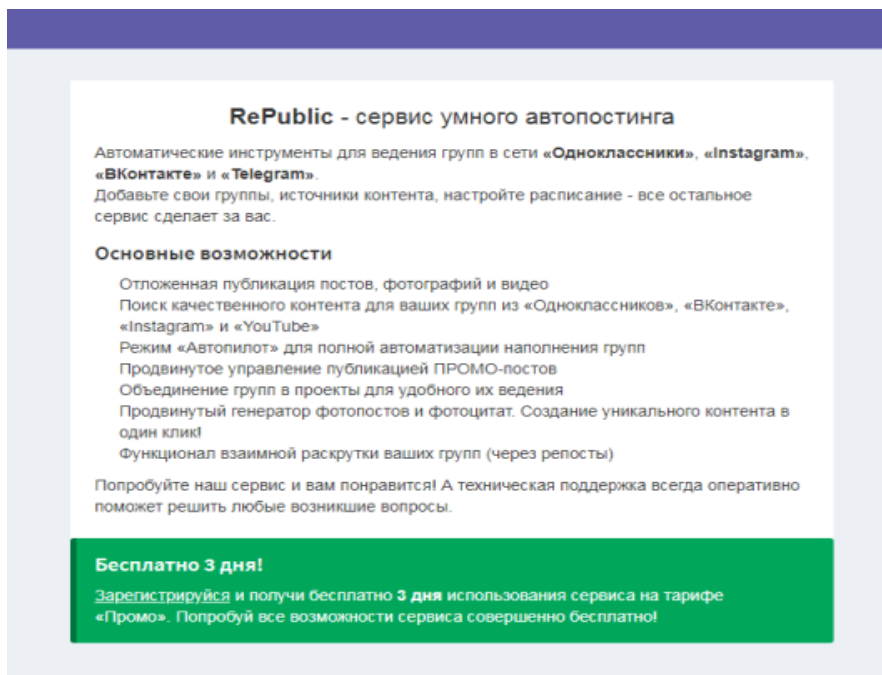 RePublic - сервис умного автопостинга
Автоматические инструменты для ведения групп в сети «Одноклассники», «Instagram»,
«ВКонтакте» и «Telegram».
Добавьте свои группы, источники контента, настройте расписание - все остальное
сервис сделает за вас.
Основные возможности
Отложенная публикация постов, фотографий и видео
Поиск качественного контента для ваших групп из «Одноклассников», «ВКонтакте»,
«Instagram» и «YouTube»
Режим «Автопилот» для полной автоматизации наполнения групп
Продвинутое управление публикацией ПРОМО-постов
Объединение групп в проекты для удобного их ведения
Продвинутый генератор фотопостов и фотоцитат. Создание уникального контента в
один клик!
Функционал взаимной раскрутки ваших групп (через репосты)
Попробуйте наш сервис и вам понравится! А техническая поддержка всегда оперативно
поможет решить любые возникшие вопросы.
Бесплатно 3 дня!
Зарегистрируйся и получи бесплатно 3 дня использования сервиса на тарифе
«Промо». Попробуй все возможности сервиса совершенно бесплатно!